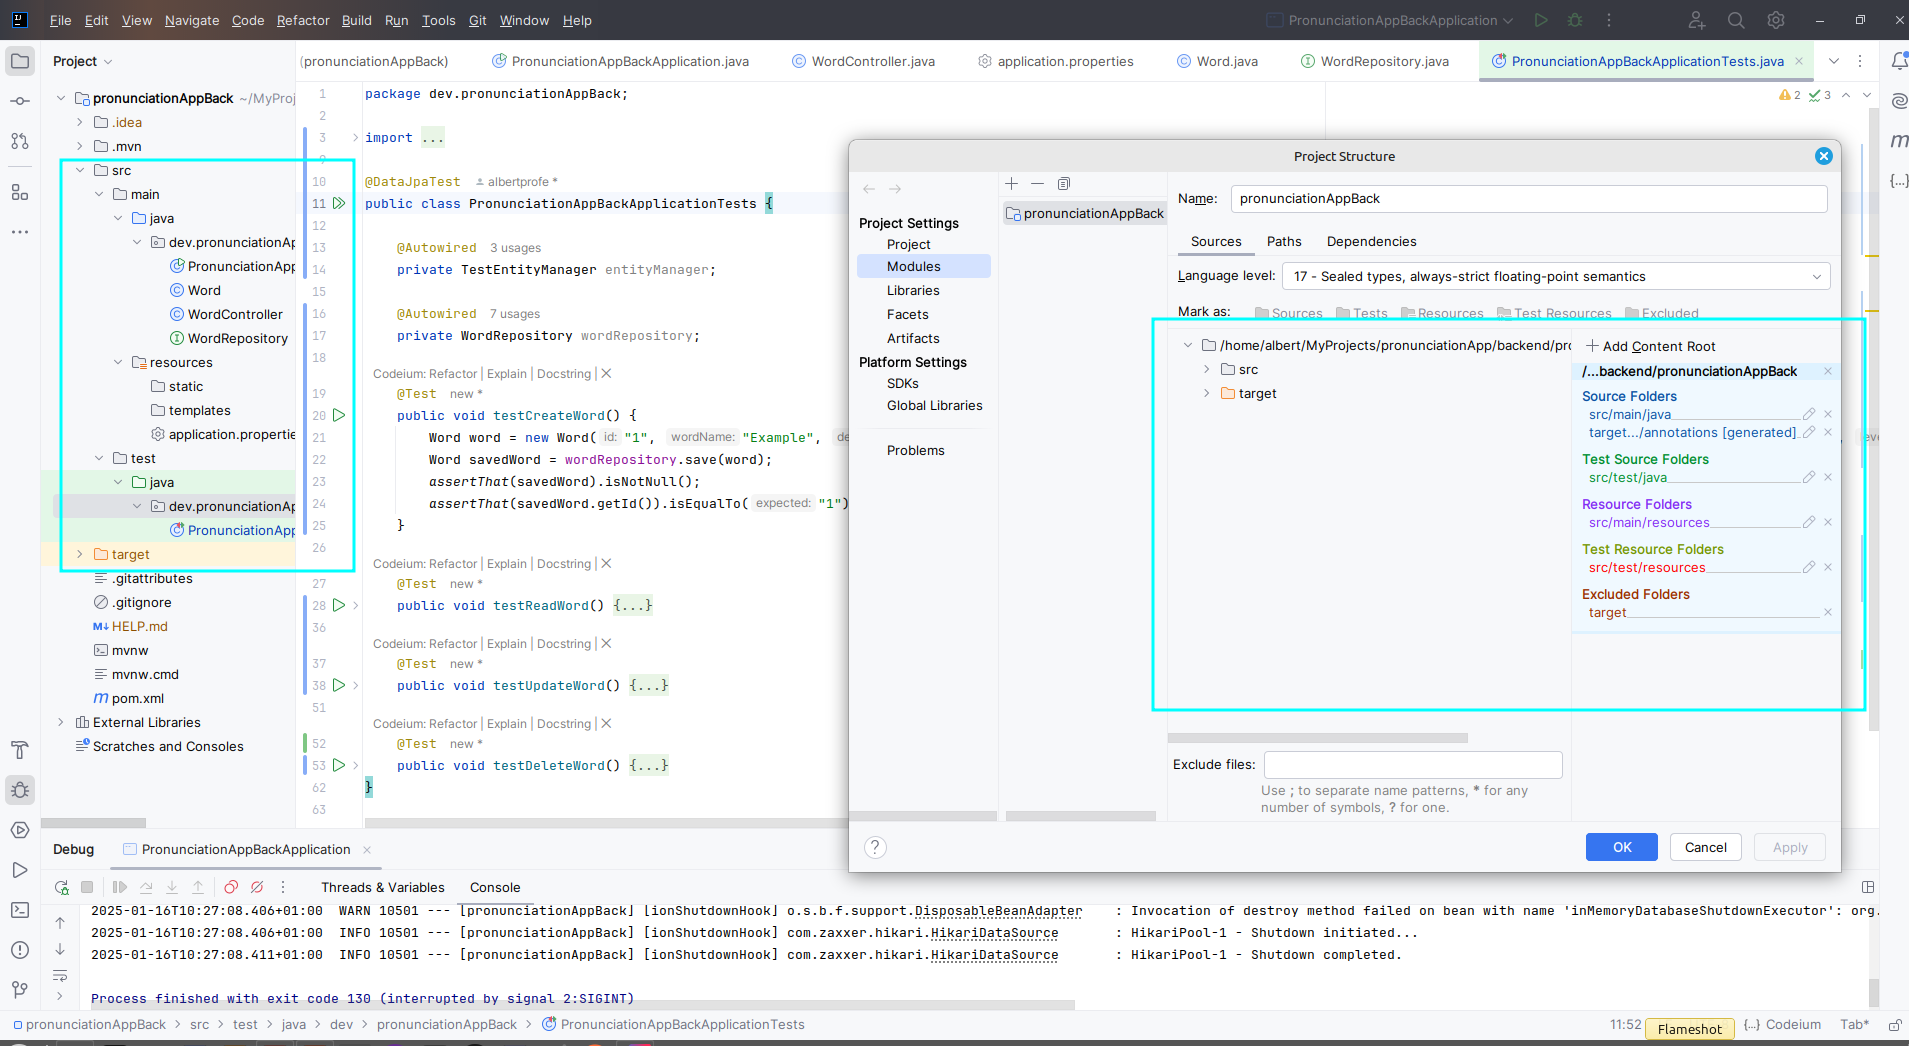 File Edit View Navigate Code Refactor Build Run Tools Git Window Help
PronunciationAppBackApplication
Project
(pronunciationAppBack) PronunciationAppBackApplication.java WordController.java application.properties Word.java WordRepository.java PronunciationAppBackApplicationTests.java
pronunciationAppBack ~/MyProj
.idea
.mvn
src
main
java
dev.pronunciationAp
PronunciationApp
Word
WordController
WordRepository
resources
static
templates
application.propertie
test
java
dev.pronunciationAp
PronunciationApp
target
.gitattributes
.gitignore
HELP.md
mvnw
mvnw.cmd
pom.xml
External Libraries
Scratches and Consoles
2 3
1 package dev.pronunciationAppBack;
2
3 import ...
9
10 @DataJpaTest albertprofe *
11 public class PronunciationAppBackApplicationTests {
12
13 @Autowired 3 usages
14 private TestEntityManager entityManager;
15
16 @Autowired 7 usages
17 private WordRepository wordRepository;
18
Codeium: Refactor | Explain | Docstring | X
19 @Test new *
20 public void testCreateWord() {
21 Word word = new Word( id: "1", wordName: "Example", de
22 Word savedWord = wordRepository.save(word);
23 assertThat(savedWord).isNotNull();
24 assertThat(savedWord.getId()).isEqualTo( expected: "1")
25 }
26
Codeium: Refactor | Explain | Docstring | X
27 @Test new *
28 public void testReadWord() {...}
36
Codeium: Refactor | Explain | Docstring | X
37 @Test new *
38 public void testUpdateWord() {...}
51
Codeium: Refactor | Explain | Docstring | X
52 @Test new *
53 public void testDeleteWord() {...}
62 }
63
Project Structure
Project Settings
Project
Modules
Libraries
Facets
Artifacts
Platform Settings
SDKs
Global Libraries
Problems
pronunciationAppBack
Name: pronunciationAppBack
Sources Paths Dependencies
Language level: 17 - Sealed types, always-strict floating-point semantics
Mark as: Sources Tests Resources Test Resources Excluded
/home/albert/MyProjects/pronunciationApp/backend/pro
src
target
Add Content Root
/...backend/pronunciationAppBack
Source Folders
src/main/java
target.../annotations [generated]
Test Source Folders
src/test/java
Resource Folders
src/main/resources
Test Resource Folders
src/test/resources
Excluded Folders
target
Exclude files:
Use ; to separate name patterns, * for any
number of symbols, ? for one.
? OK Cancel Apply
Debug PronunciationAppBackApplication
Threads & Variables Console
2025-01-16T10:27:08.406+01:00 WARN 10501 --- [pronunciationAppBack] [ionShutdownHook] o.s.b.f.support.DisposableBeanAdapter : Invocation of destroy method failed on bean with name 'inMemoryDatabaseShutdownExecutor': org.
2025-01-16T10:27:08.406+01:00 INFO 10501 --- [pronunciationAppBack] [ionShutdownHook] com.zaxxer.hikari.HikariDataSource : HikariPool-1 - Shutdown initiated...
2025-01-16T10:27:08.411+01:00 INFO 10501 --- [pronunciationAppBack] [ionShutdownHook] com.zaxxer.hikari.HikariDataSource : HikariPool-1 - Shutdown completed.
Process finished with exit code 130 (interrupted by signal 2:SIGINT)
pronunciationAppBack > src > test > java > dev > pronunciationAppBack > PronunciationAppBackApplicationTests
11:52 Flameshot {...} Codeium Tab*